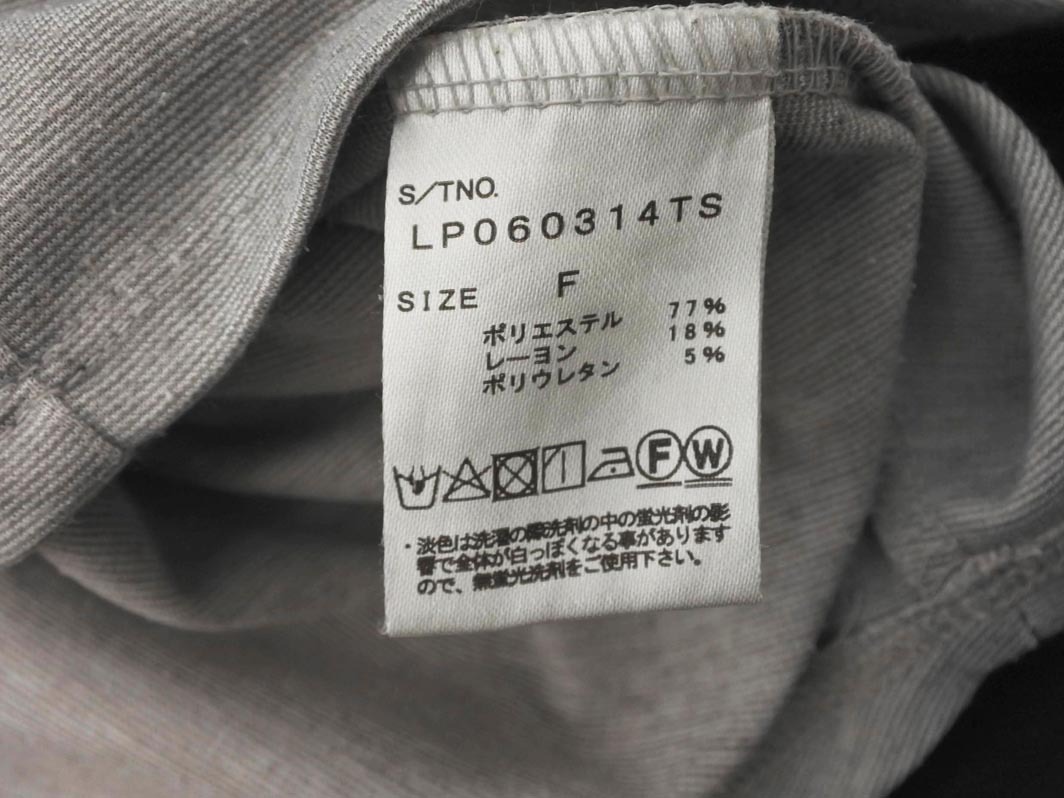 S/TNO.
LP060314TS
SIZE F
ポリエステル 77%
レーヨン 18%
ポリウレタン 5%
F W
・淡色は洗濯の際洗剤の中の蛍光剤の影
響で全体が白っぽくなる事があります
ので、無蛍光洗剤をご使用下さい。